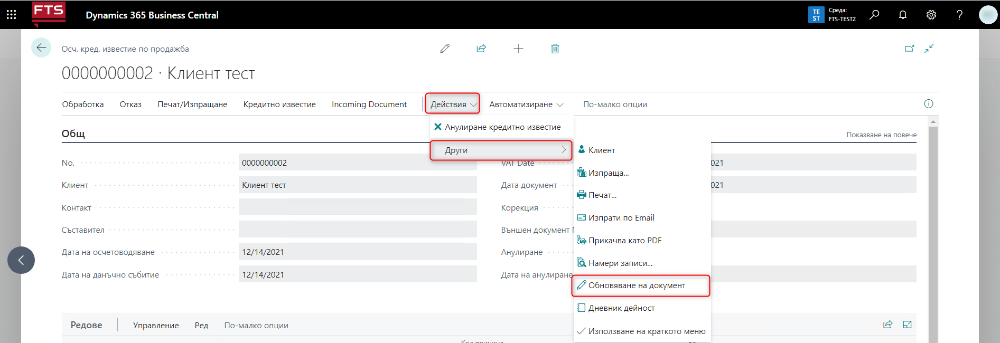 FTS
Dynamics 365 Business Central
TE
ST
Среда:
FTS-TEST2
Осч. кред. известие по продажба
0000000002 · Клиент тест
Обработка Отказ Печат/Изпращане Кредитно известие Incoming Document Действия Автоматизиране По-малко опции
Анулиране кредитно известие
Други
Клиент
Изпраща...
Печат...
Изпрати по Email
Прикачва като PDF
Намери записи...
Обновяване на документ
Дневник дейност
Използване на краткото меню
Общ
Показване на повече
No. 0000000002
Клиент Клиент тест
Контакт
Съставител
Дата на осчетоводяване 12/14/2021
Дата на данъчно събитие 12/14/2021
VAT Date 021
Дата документ 021
Корекция
Външен документ
Анулиране
Дата на анулиране
Редове Управление Ред По-малко опции